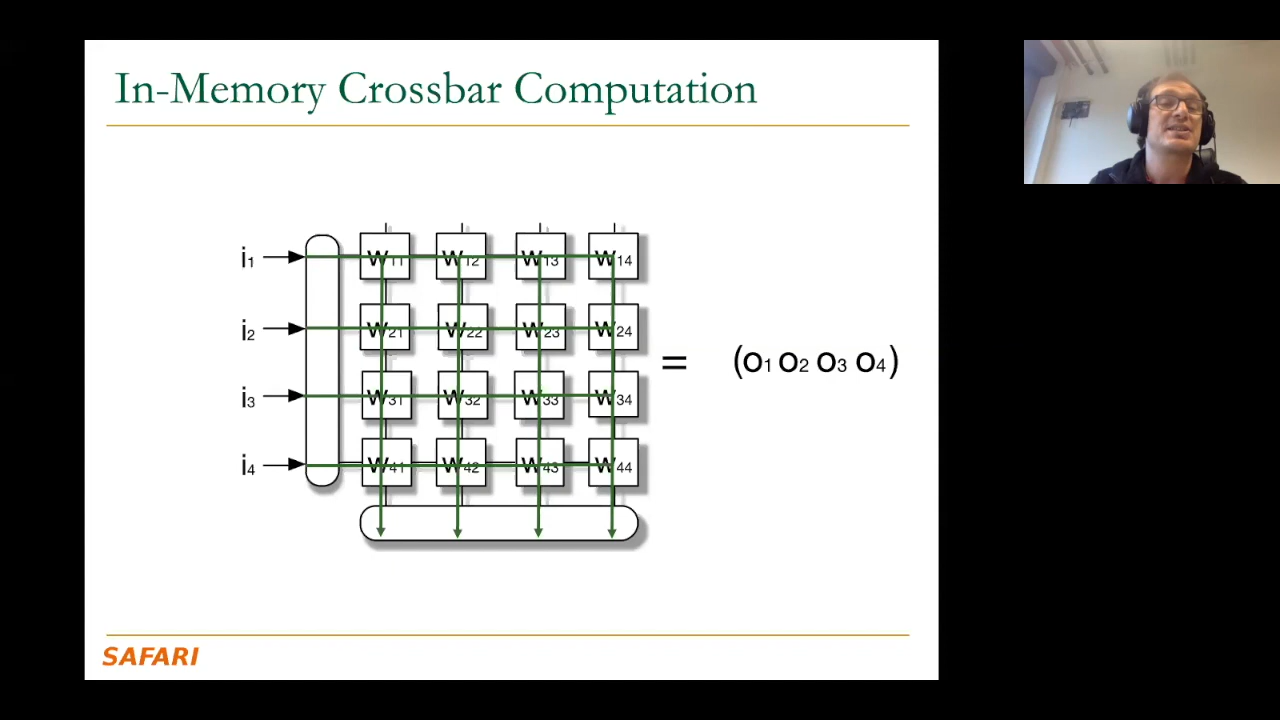 In-Memory Crossbar Computation
i1 W11 W12 W13 W14
i2 W21 W22 W23 W24
= (O1 O2 O3 O4)
i3 W31 W32 W33 W34
i4 W41 W42 W43 W44
SAFARI